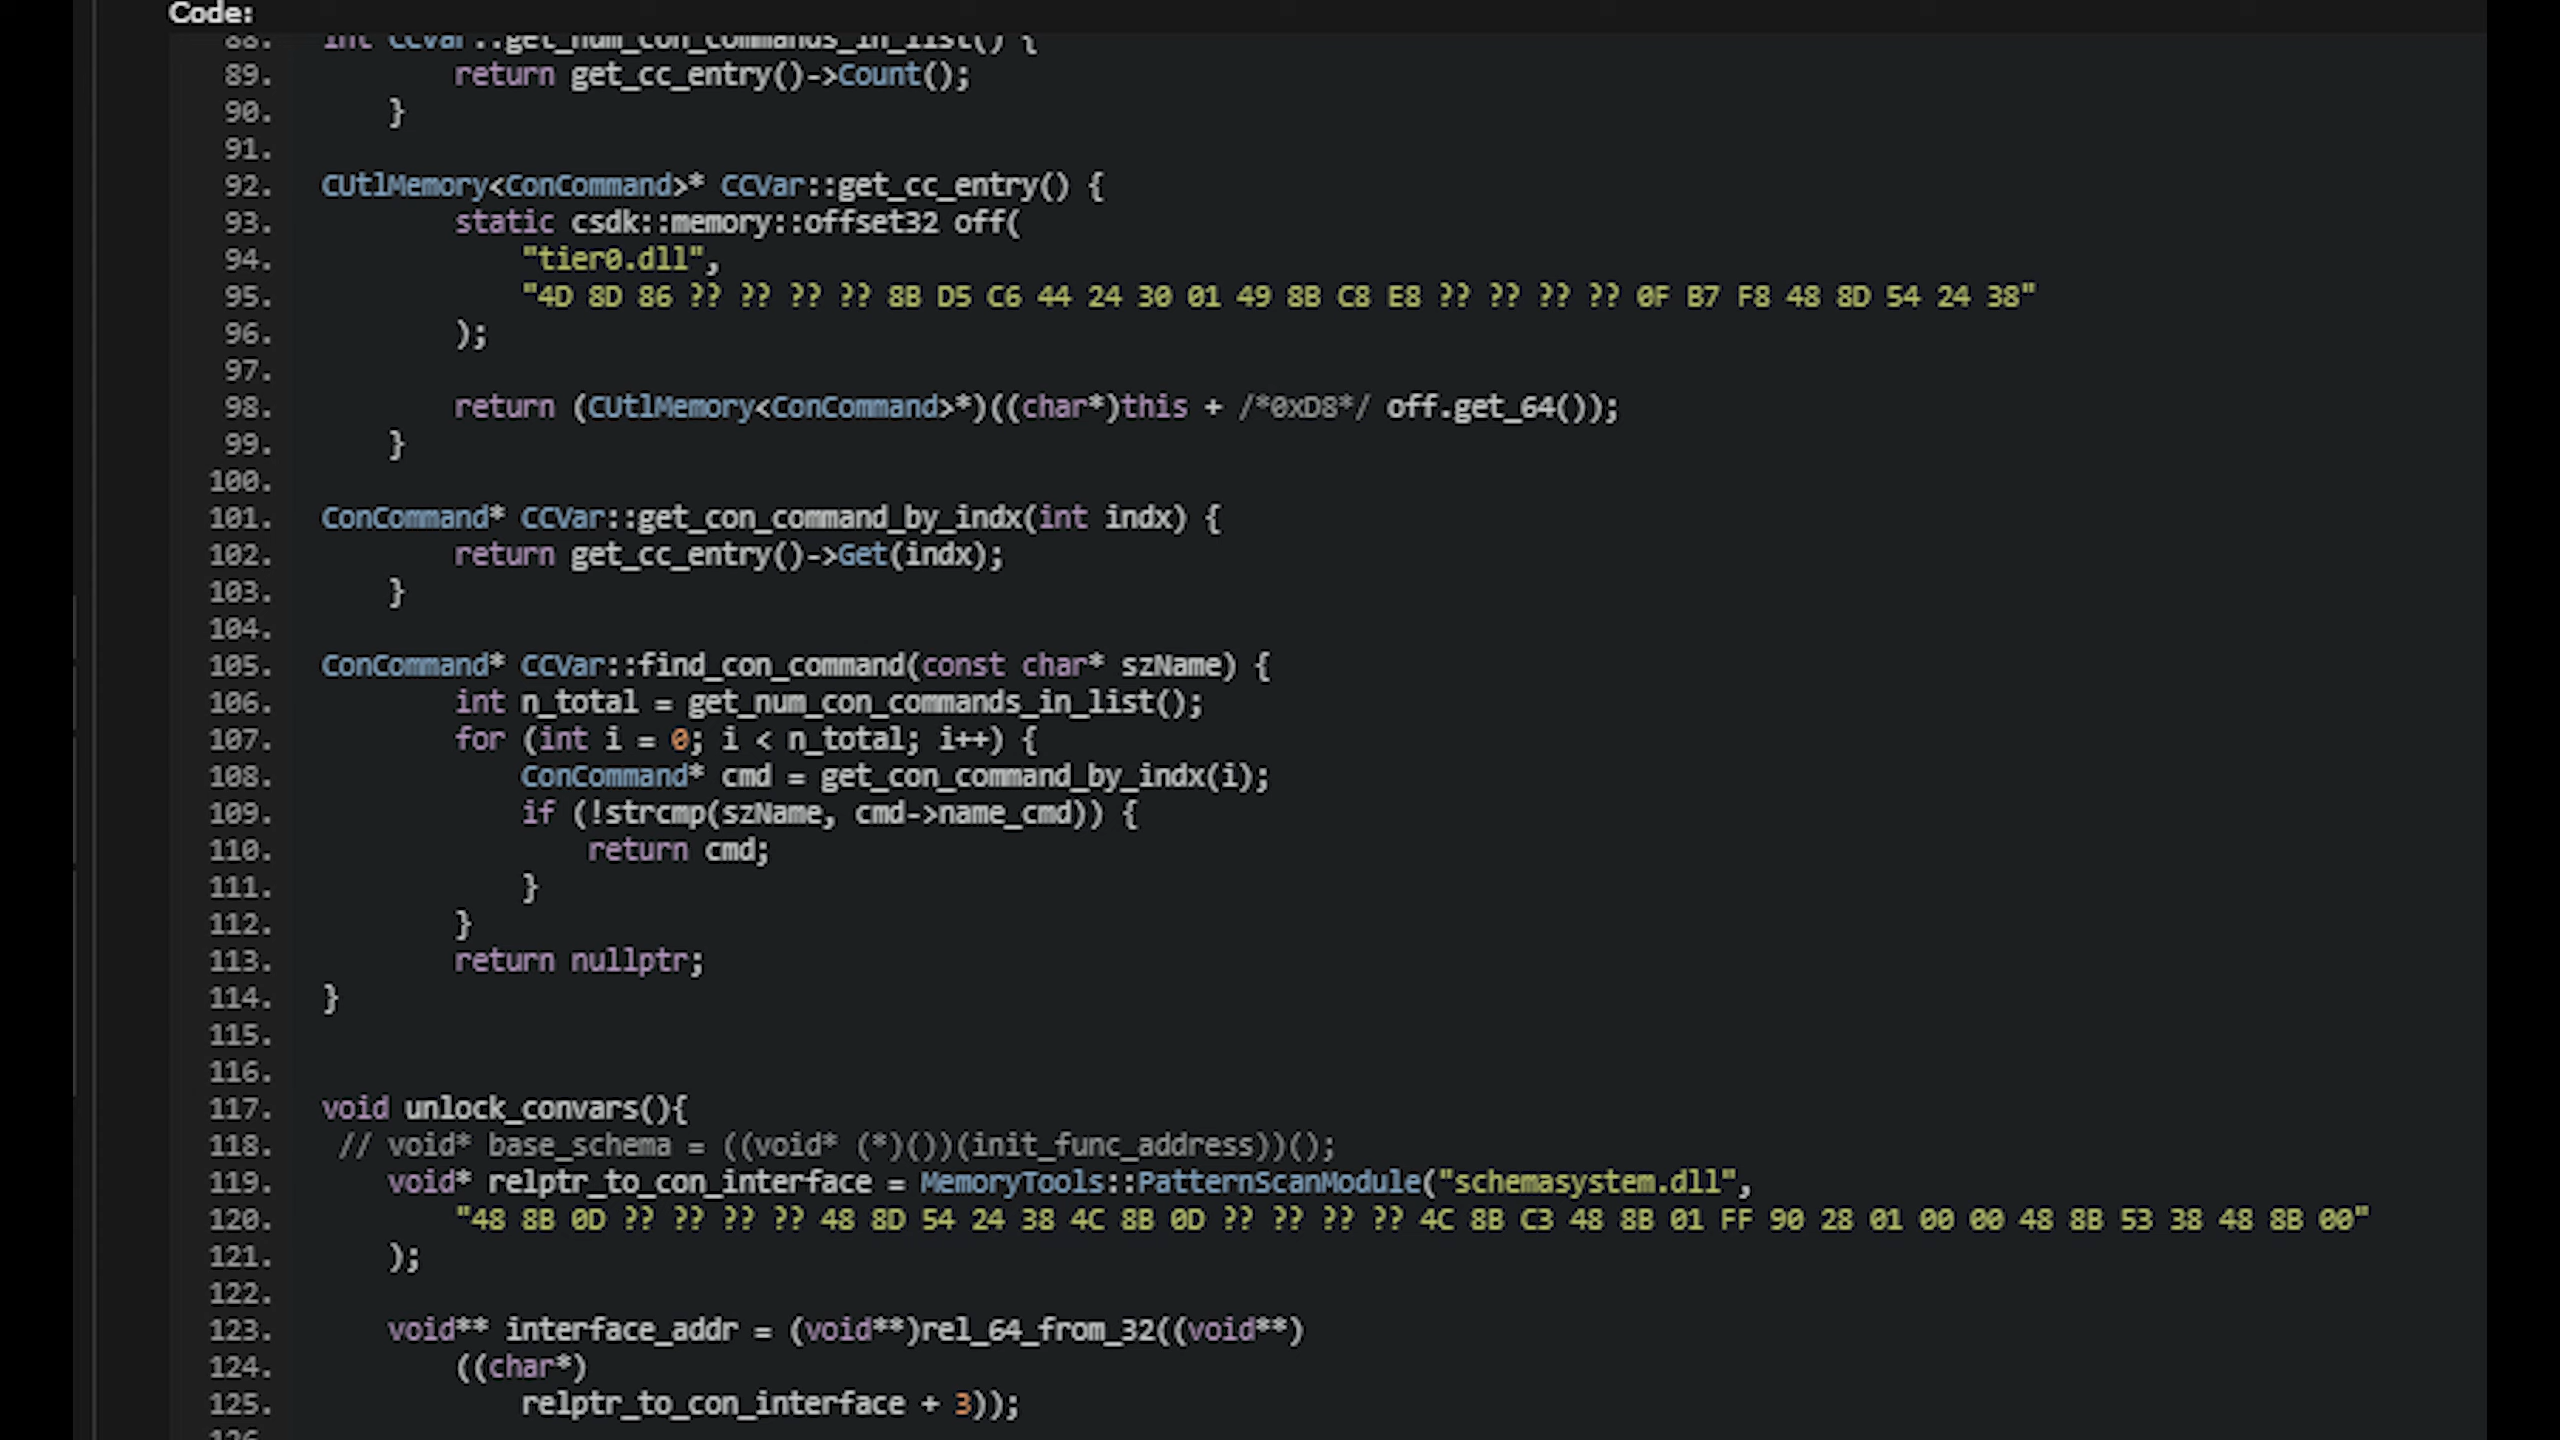 Code:
88. int CCVar::get_num_con_commands_in_list() {
89. return get_cc_entry()->Count();
90. }
91.
92. CUtlMemory<ConCommand>* CCVar::get_cc_entry() {
93. static csdk::memory::offset32 off(
94. "tier0.dll",
95. "4D 8D 86 ?? ?? ?? ?? 8B D5 C6 44 24 30 01 49 8B C8 E8 ?? ?? ?? ?? 0F B7 F8 48 8D 54 24 38"
96. );
97.
98. return (CUtlMemory<ConCommand>*)((char*)this + /*0xD8*/ off.get_64());
99. }
100.
101. ConCommand* CCVar::get_con_command_by_indx(int indx) {
102. return get_cc_entry()->Get(indx);
103. }
104.
105. ConCommand* CCVar::find_con_command(const char* szName) {
106. int n_total = get_num_con_commands_in_list();
107. for (int i = 0; i < n_total; i++) {
108. ConCommand* cmd = get_con_command_by_indx(i);
109. if (!strcmp(szName, cmd->name_cmd)) {
110. return cmd;
111. }
112. }
113. return nullptr;
114. }
115.
116.
117. void unlock_convars(){
118. // void* base_schema = ((void* (*)())(init_func_address))();
119. void* relptr_to_con_interface = MemoryTools::PatternScanModule("schemasystem.dll",
120. "48 8B 0D ?? ?? ?? ?? 48 8D 54 24 38 4C 8B 0D ?? ?? ?? ?? 4C 8B C3 48 8B 01 FF 90 28 01 00 00 48 8B 53 38 48 8B 00"
121. );
122.
123. void** interface_addr = (void**)rel_64_from_32((void**)
124. ((char*)
125. relptr_to_con_interface + 3));
126.